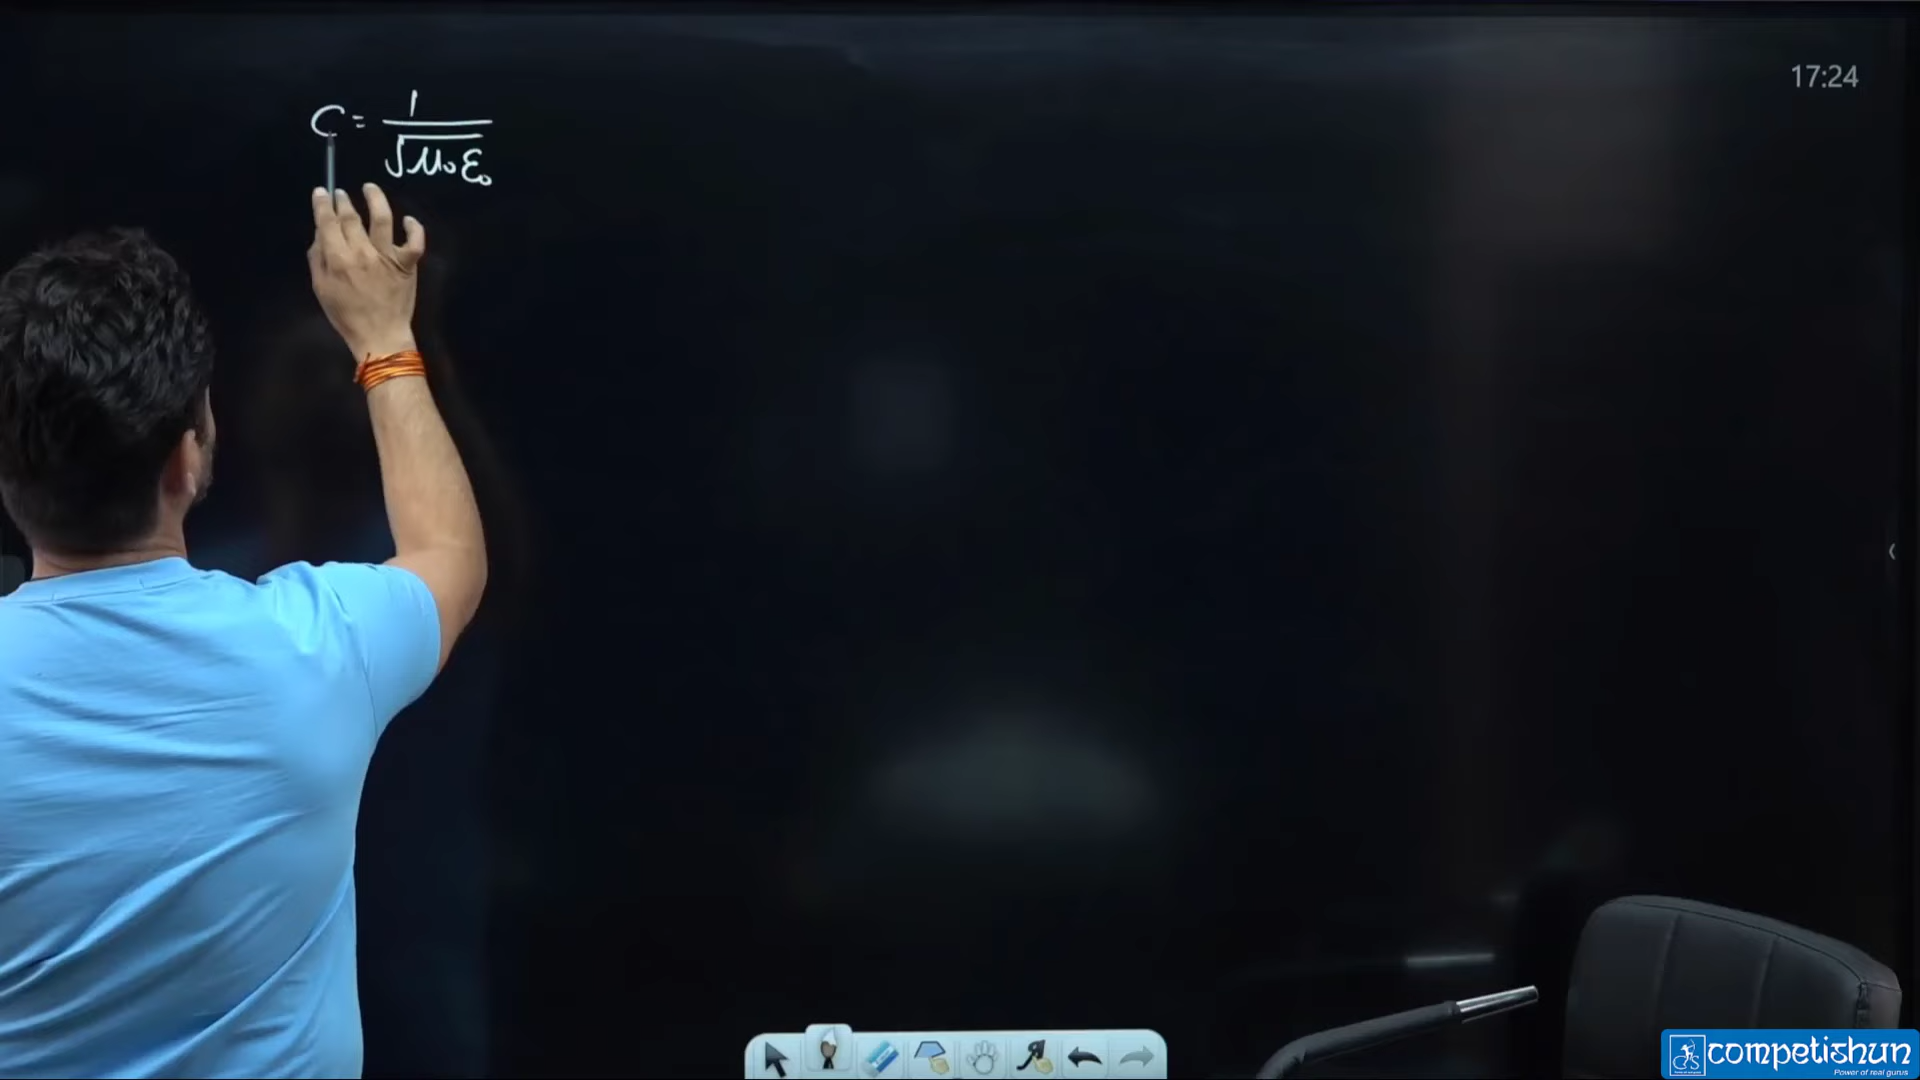 17:24
C = 1/√μ₀ε₀
competishun
Power of real gurus